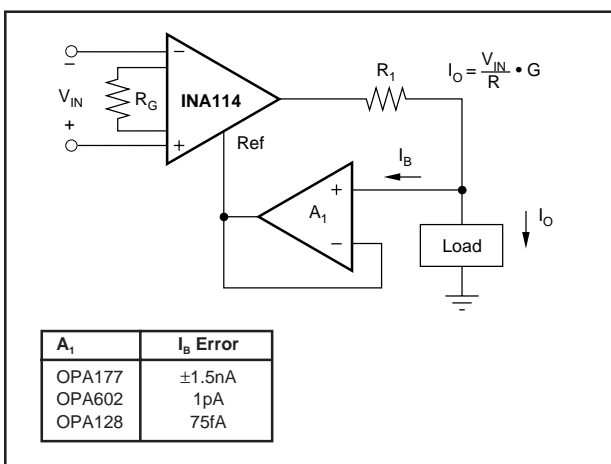 −
V_IN
+
R_G
−
INA114
+
Ref
R_1
I_O = V_IN/R • G
I_B
+
A_1
−
Load
I_O
A_1 I_B Error
OPA177 ±1.5nA
OPA602 1pA
OPA128 75fA